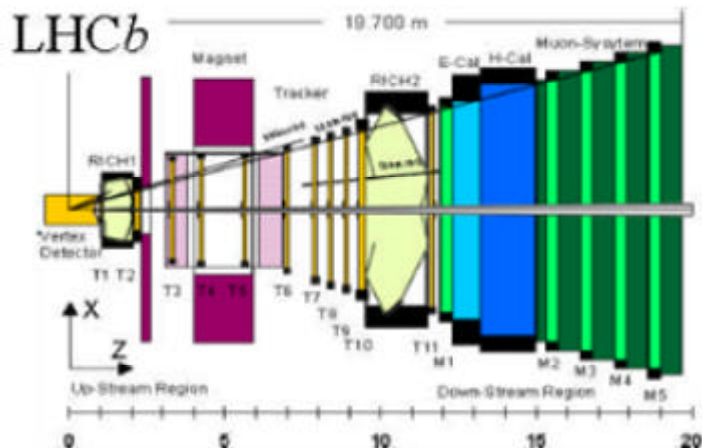 19.700 m
LHCb
Magnet
Muon-System
E-Cal
H-Cal
RICH2
Tracker
RICH1
Vertex
Detector
T1
T2
T3
T4
T5
T6
T7
T8
T9
T10
T11
M1
M2
M3
M4
M5
X
Z
Up-Stream Region
Down-Stream Region
0
5
10
15
20